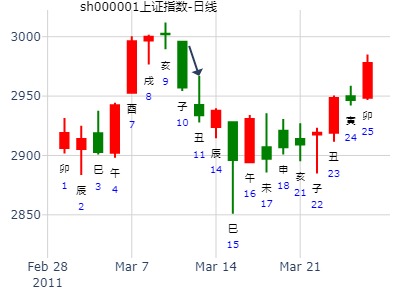 sh000001上证指数-日线
3000
2950
2900
2850
卯
1
辰
2
巳
3
午
4
酉
7
戌
8
亥
9
子
10
丑
11
辰
14
巳
15
午
16
未
17
申
18
亥
21
子
22
丑
23
寅
24
卯
25
Feb 28
2011
Mar 7
Mar 14
Mar 21